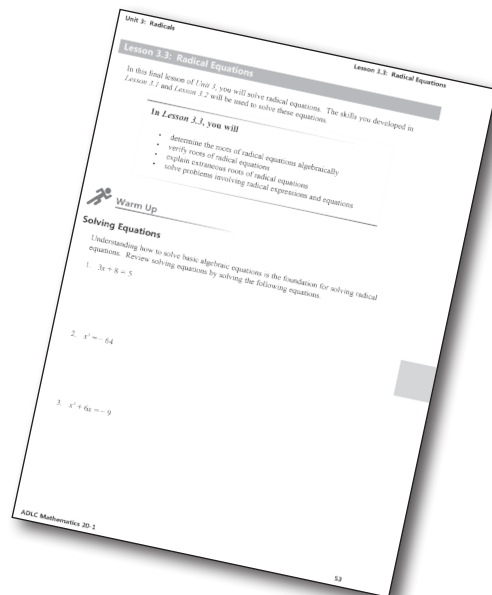 Unit 3: Radicals
Lesson 3.3: Radical Equations
Lesson 3.3: Radical Equations
In this final lesson of Unit 3, you will solve radical equations. The skills you developed in
Lesson 3.1 and Lesson 3.2 will be used to solve these equations.
In Lesson 3.3, you will
• determine the roots of radical equations algebraically
• verify roots of radical equations
• explain extraneous roots of radical equations
• solve problems involving radical expressions and equations
Warm Up
Solving Equations
Understanding how to solve basic algebraic equations is the foundation for solving radical
equations. Review solving equations by solving the following equations.
1. 3x + 8 = 5
2. = – 64
3. x² + 6x = – 9
ADLC Mathematics 20-1
53